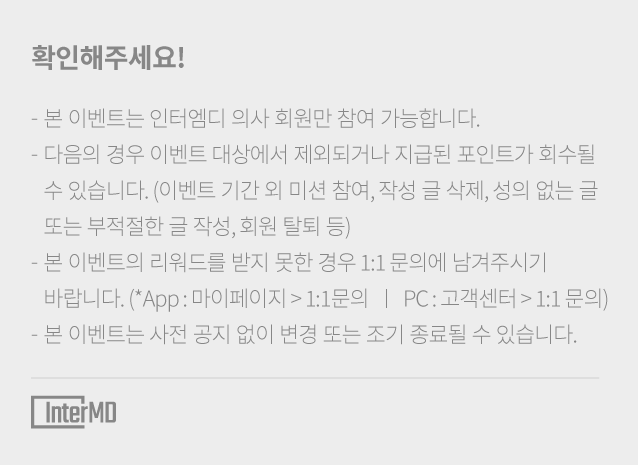 확인해주세요!
- 본 이벤트는 인터엠디 의사 회원만 참여 가능합니다.
- 다음의 경우 이벤트 대상에서 제외되거나 지급된 포인트가 회수될
수 있습니다. (이벤트 기간 외 미션 참여, 작성 글 삭제, 성의 없는 글
또는 부적절한 글 작성, 회원 탈퇴 등)
- 본 이벤트의 리워드를 받지 못한 경우 1:1 문의에 남겨주시기
바랍니다. (*App : 마이페이지 > 1:1문의 ㅣ PC : 고객센터 > 1:1 문의)
- 본 이벤트는 사전 공지 없이 변경 또는 조기 종료될 수 있습니다.
InterMD